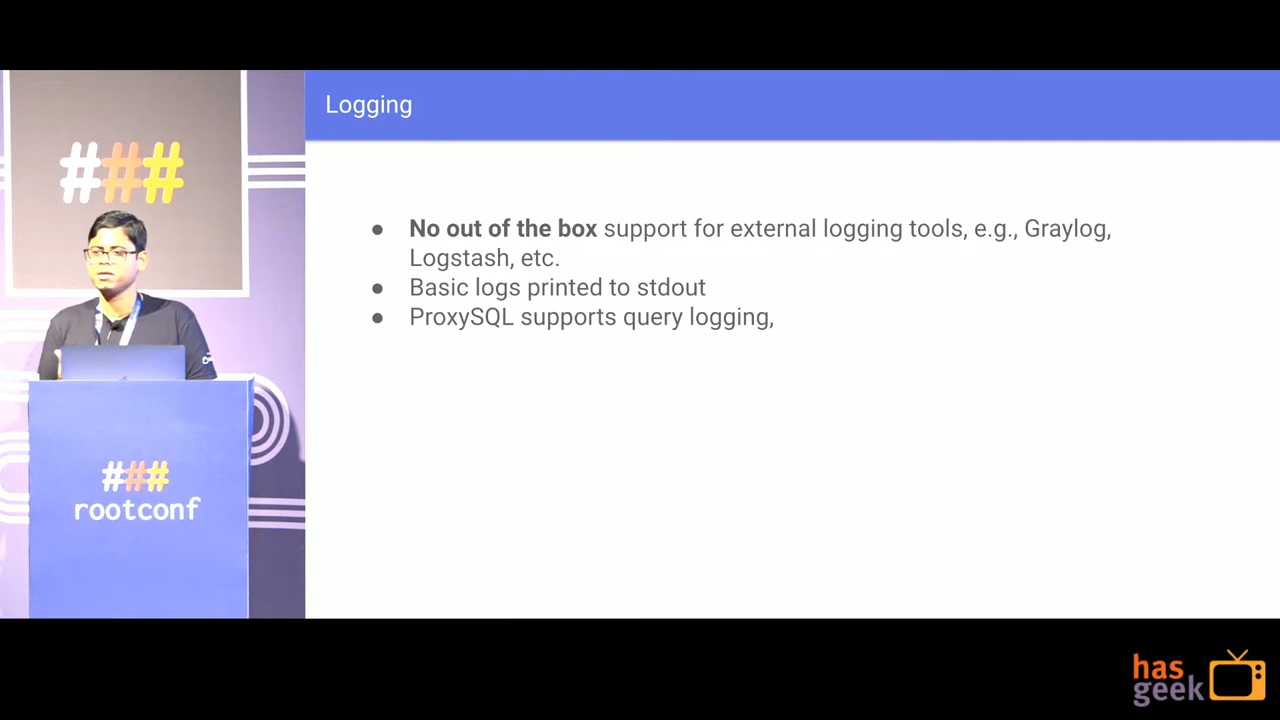 Logging
###
● No out of the box support for external logging tools, e.g., Graylog,
Logstash, etc.
● Basic logs printed to stdout
● ProxySQL supports query logging,
###
rootconf
has
geek